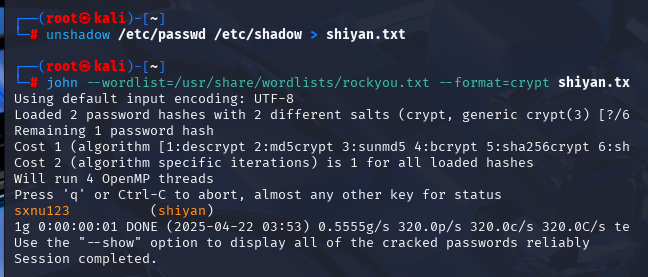 ┌──(root㉿kali)-[~]
└─# unshadow /etc/passwd /etc/shadow > shiyan.txt
┌──(root㉿kali)-[~]
└─# john --wordlist=/usr/share/wordlists/rockyou.txt --format=crypt shiyan.tx
Using default input encoding: UTF-8
Loaded 2 password hashes with 2 different salts (crypt, generic crypt(3) [?/6
Remaining 1 password hash
Cost 1 (algorithm [1:descrypt 2:md5crypt 3:sunmd5 4:bcrypt 5:sha256crypt 6:sh
Cost 2 (algorithm specific iterations) is 1 for all loaded hashes
Will run 4 OpenMP threads
Press 'q' or Ctrl-C to abort, almost any other key for status
sxnu123          (shiyan)
1g 0:00:00:01 DONE (2025-04-22 03:53) 0.5555g/s 320.0p/s 320.0c/s 320.0C/s te
Use the "--show" option to display all of the cracked passwords reliably
Session completed.